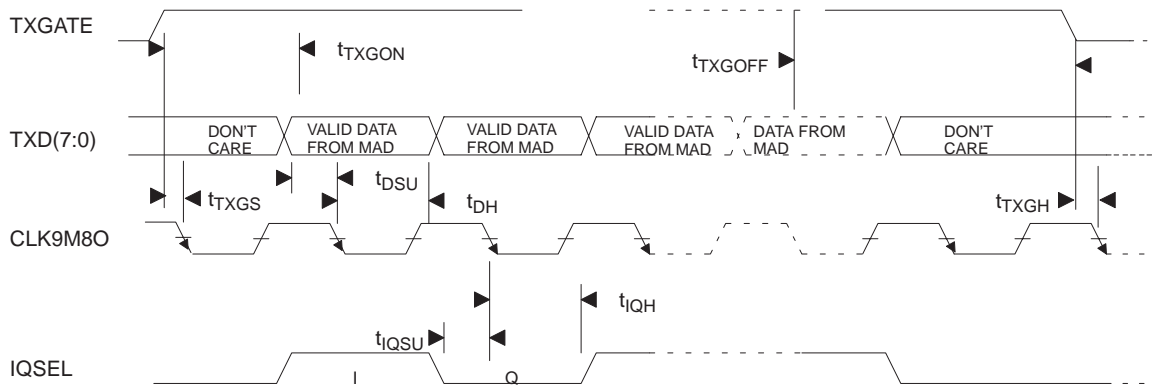 TXGATE
tTXGON
tTXGOFF
TXD(7:0)
DON'T
CARE
VALID DATA
FROM MAD
VALID DATA
FROM MAD
VALID DATA
FROM MAD
DATA FROM
MAD
DON'T
CARE
tTXGS
tDSU
tDH
tTXGH
CLK9M8O
tIQSU
tIQH
IQSEL
I
Q